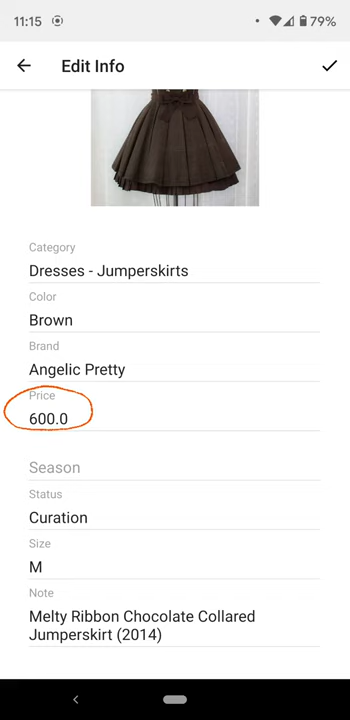 11:15
79%
Edit Info
Category
Dresses - Jumperskirts
Color
Brown
Brand
Angelic Pretty
Price
600.0
Season
Status
Curation
Size
M
Note
Melty Ribbon Chocolate Collared
Jumperskirt (2014)